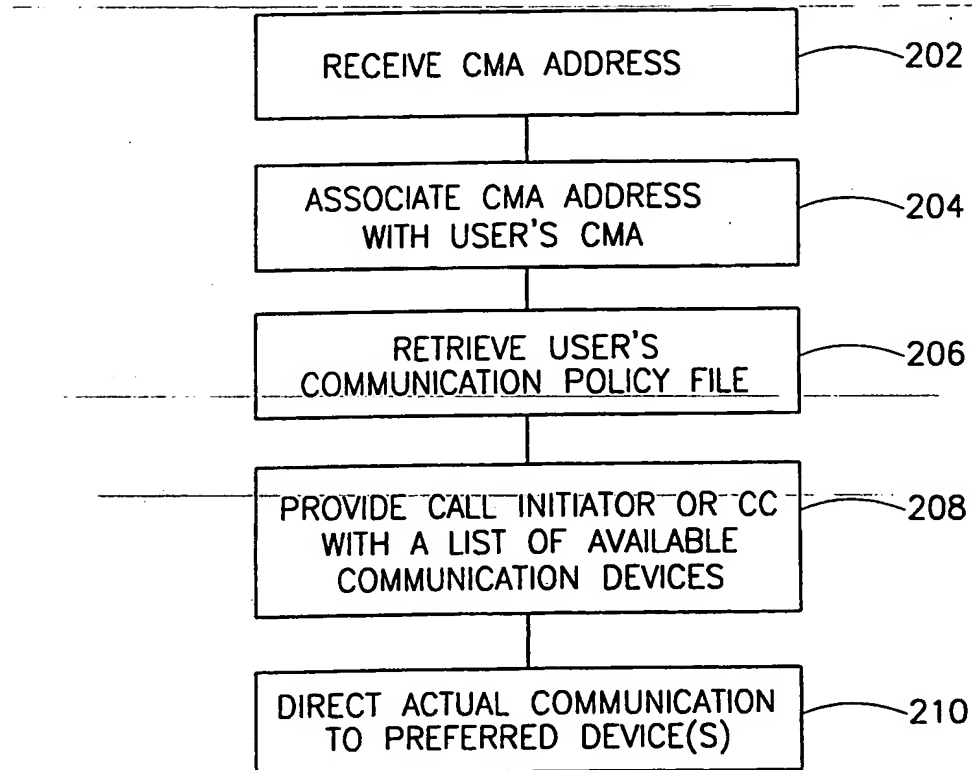 RECEIVE CMA ADDRESS
202
ASSOCIATE CMA ADDRESS
WITH USER'S CMA
204
RETRIEVE USER'S
COMMUNICATION POLICY FILE
206
PROVIDE CALL INITIATOR OR CC
WITH A LIST OF AVAILABLE
COMMUNICATION DEVICES
208
DIRECT ACTUAL COMMUNICATION
TO PREFERRED DEVICE(S)
210